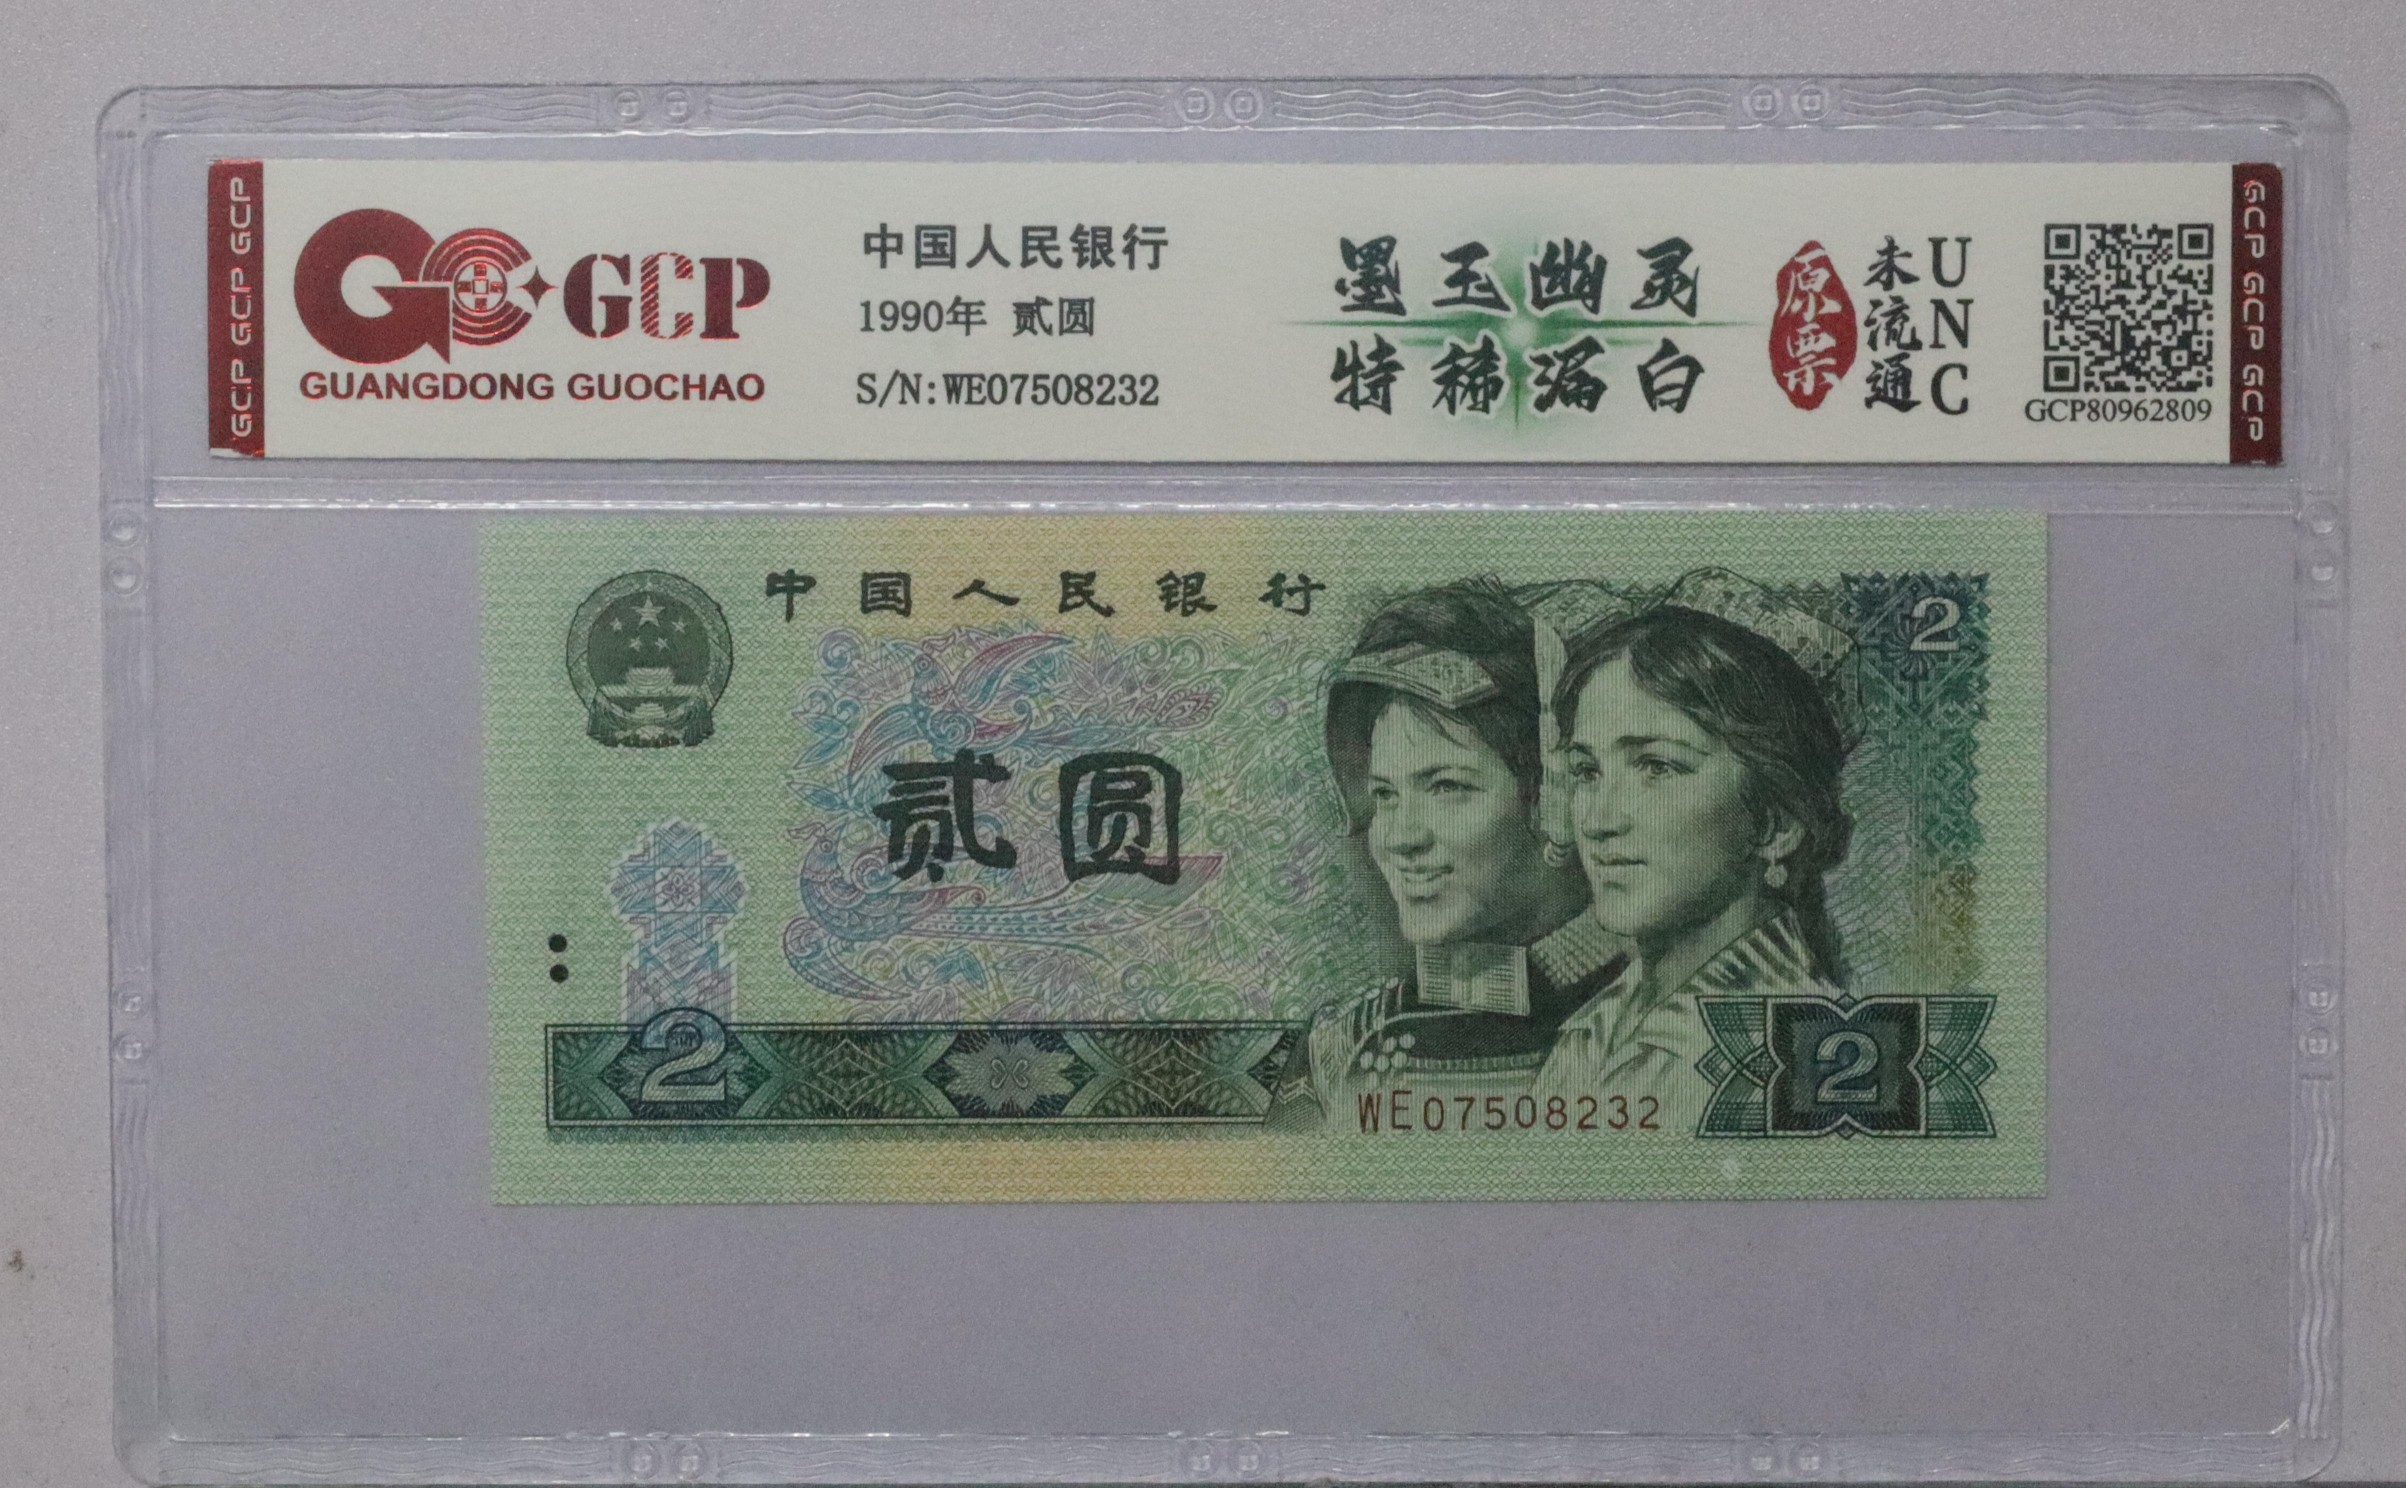 GCP GCP GCP
GCP
GUANGDONG GUOCHAO
中国人民银行
1990年 贰圆
S/N:WE07508232
墨玉幽灵
特稀漏白
原票
未流通
UNC
GCP80962809
GCP GCP GCP
中国人民银行
2
贰圆
2
WE07508232
2